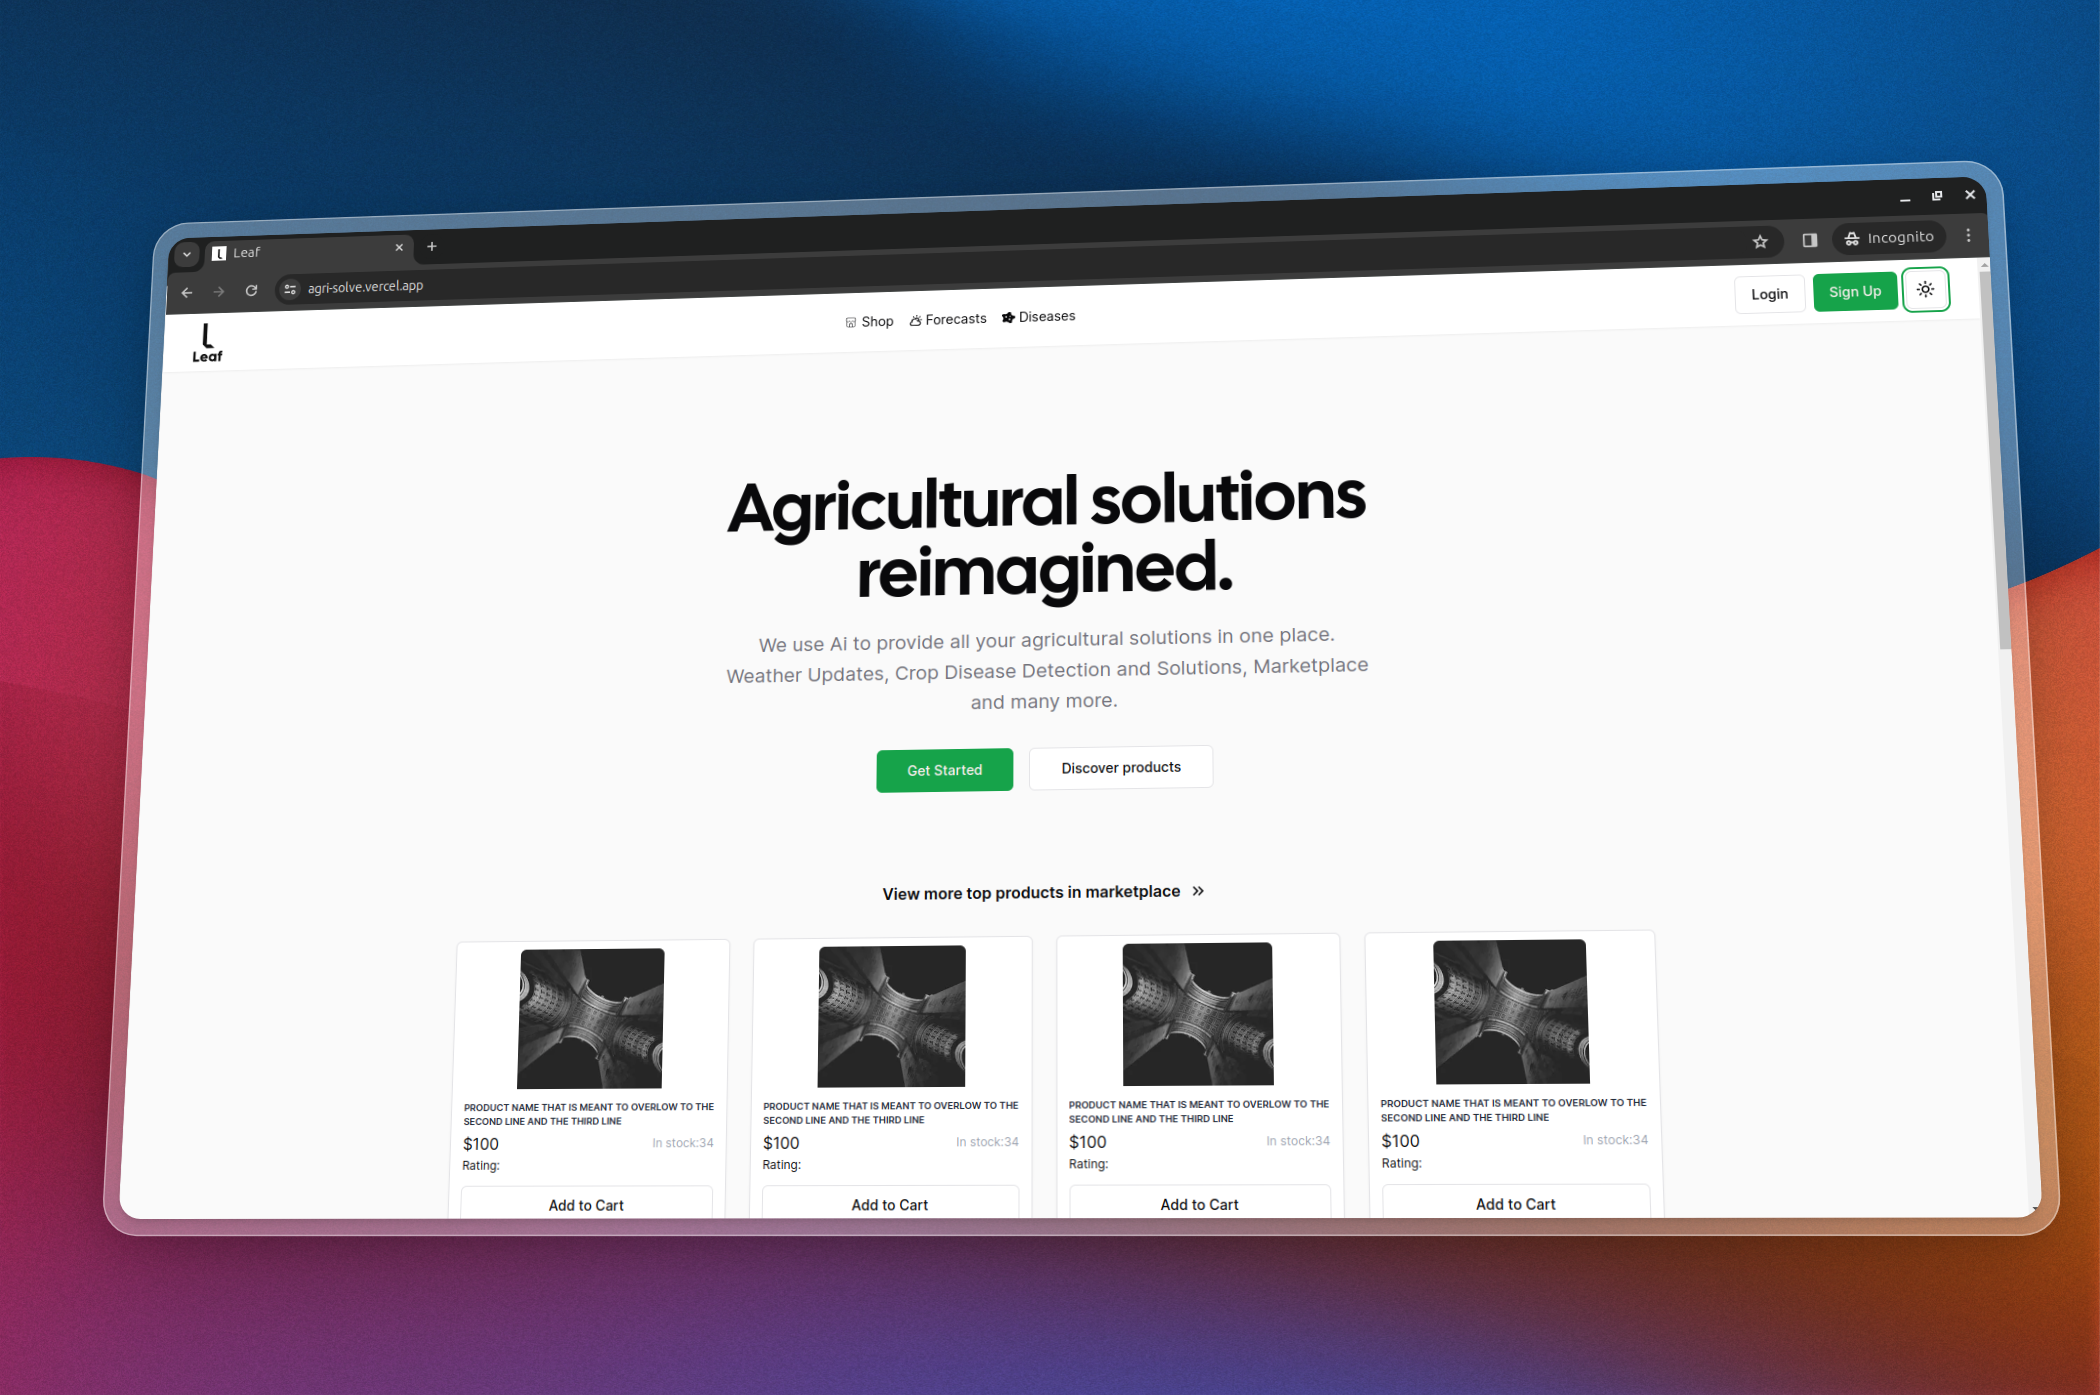 Leaf
agri-solve.vercel.app
Incognito
Leaf
Shop Forecasts Diseases
Login Sign Up
Agricultural solutions
reimagined.
We use Ai to provide all your agricultural solutions in one place.
Weather Updates, Crop Disease Detection and Solutions, Marketplace
and many more.
Get Started Discover products
View more top products in marketplace
PRODUCT NAME THAT IS MEANT TO OVERLOW TO THE
SECOND LINE AND THE THIRD LINE
$100 In stock:34
Rating:
Add to Cart
PRODUCT NAME THAT IS MEANT TO OVERLOW TO THE
SECOND LINE AND THE THIRD LINE
$100 In stock:34
Rating:
Add to Cart
PRODUCT NAME THAT IS MEANT TO OVERLOW TO THE
SECOND LINE AND THE THIRD LINE
$100 In stock:34
Rating:
Add to Cart
PRODUCT NAME THAT IS MEANT TO OVERLOW TO THE
SECOND LINE AND THE THIRD LINE
$100 In stock:34
Rating:
Add to Cart